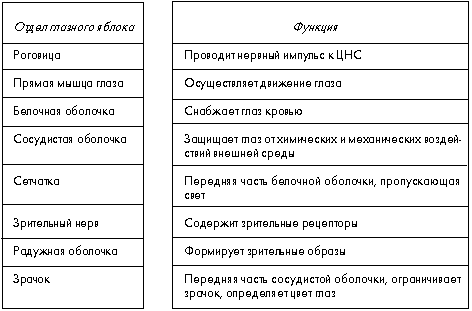 Отдел глазного яблока
Функция
Роговица
Проводит нервный импульс к ЦНС
Прямая мышца глаза
Осуществляет движение глаза
Белочная оболочка
Снабжает глаз кровью
Сосудистая оболочка
Защищает глаз от химических и механических воздей-
ствий внешней среды
Сетчатка
Передняя часть белочной оболочки, пропускающая
свет
Зрительный нерв
Содержит зрительные рецепторы
Радужная оболочка
Формирует зрительные образы
Зрачок
Передняя часть сосудистой оболочки, ограничивает
зрачок, определяет цвет глаз